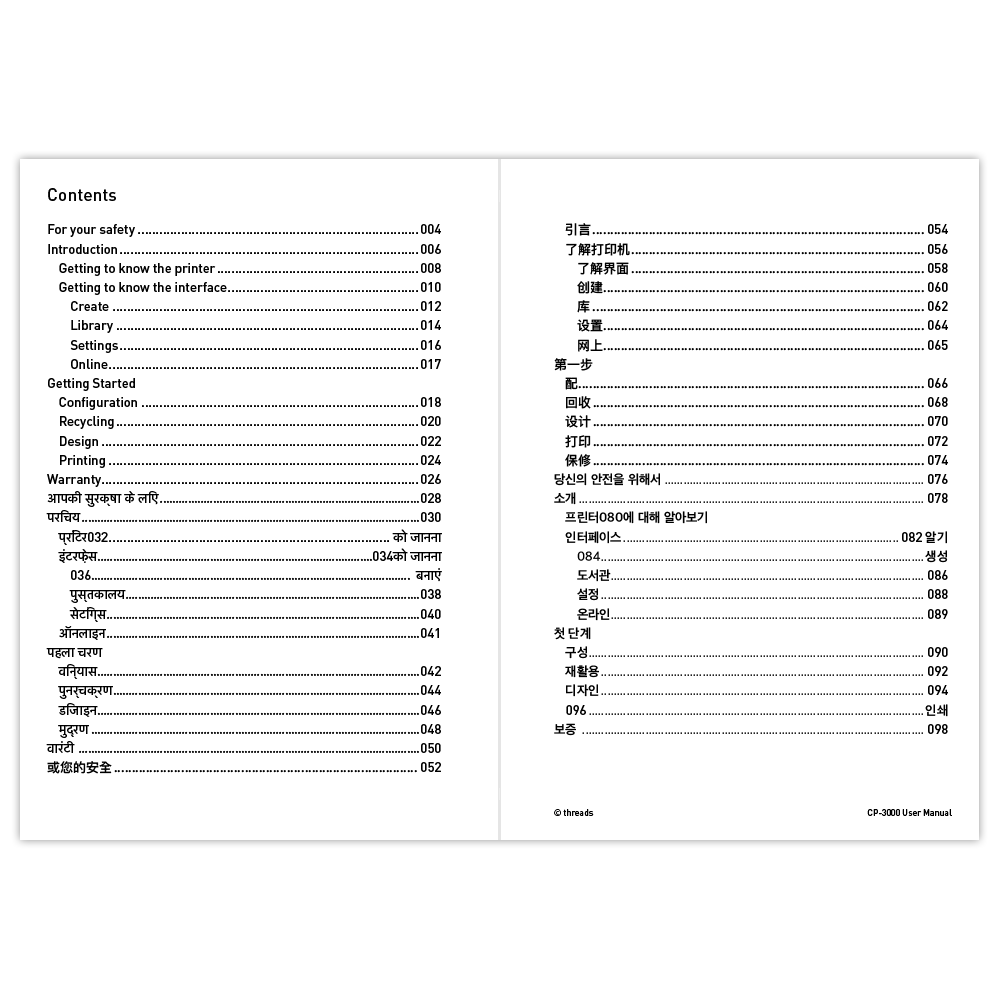 Contents
For your safety ........ 004
Introduction ........ 006
Getting to know the printer ........ 008
Getting to know the interface ........ 010
Create ........ 012
Library ........ 014
Settings ........ 016
Online ........ 017
Getting Started
Configuration ........ 018
Recycling ........ 020
Design ........ 022
Printing ........ 024
Warranty ........ 026
आपकी सुरक्षा के लिए ........ 028
परिचय ........ 030
प्रिंटर032 ........ को जानना
इंटरफ़ेस ........ 034को जानना
036 ........ बनाएं
पुस्तकालय ........ 038
सेटिंग्स ........ 040
ऑनलाइन ........ 041
पहला चरण
विन्यास ........ 042
पुनर्चक्रण ........ 044
डिजाइन ........ 046
मुद्रण ........ 048
वारंटी ........ 050
或您的安全 ........ 052
引言 ........ 054
了解打印机 ........ 056
了解界面 ........ 058
创建 ........ 060
库 ........ 062
设置 ........ 064
网上 ........ 065
第一步
配 ........ 066
回收 ........ 068
设计 ........ 070
打印 ........ 072
保修 ........ 074
당신의 안전을 위해서 ........ 076
소개 ........ 078
프린터080에 대해 알아보기
인터페이스 ........ 082 알기
084 ........ 생성
도서관 ........ 086
설정 ........ 088
온라인 ........ 089
첫 단계
구성 ........ 090
재활용 ........ 092
디자인 ........ 094
096 ........ 인쇄
보증 ........ 098
© threads
CP-3000 User Manual